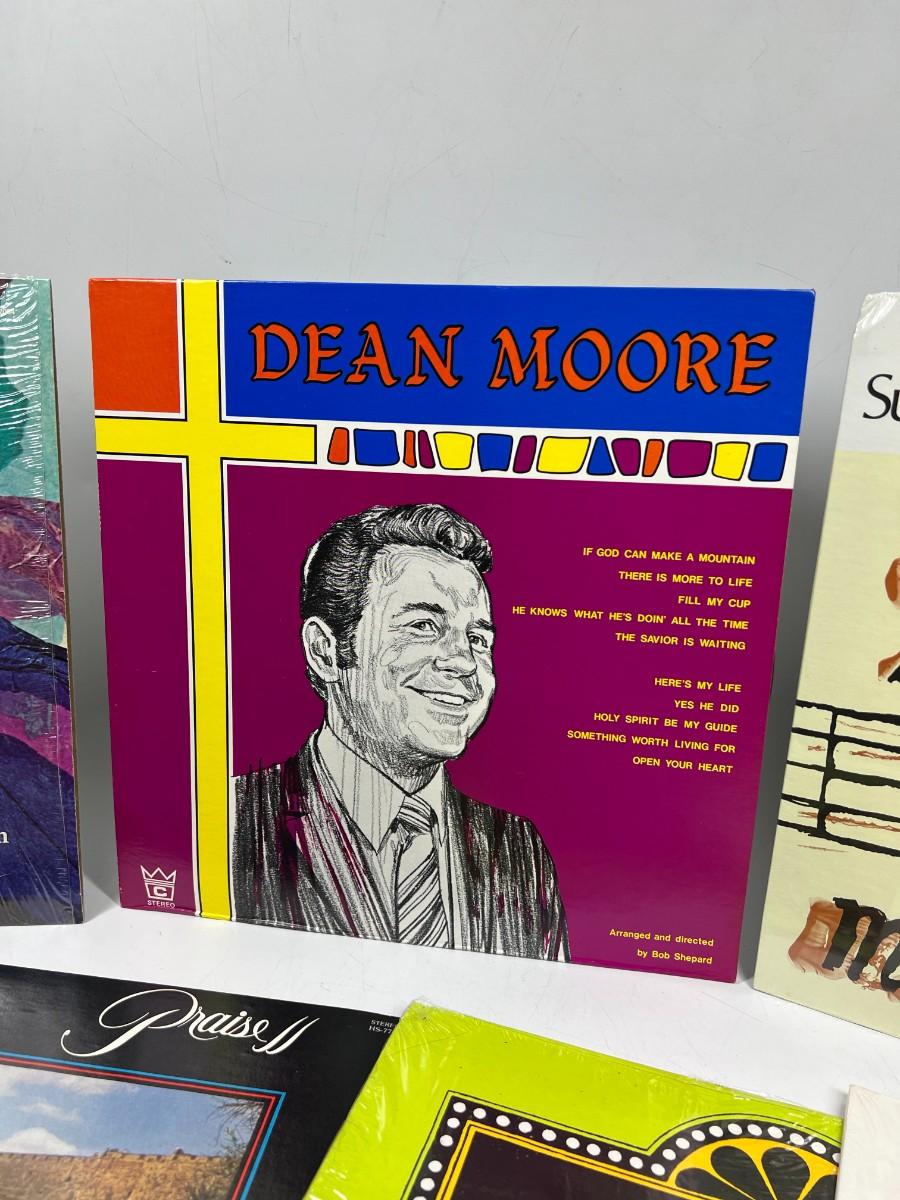 DEAN MOORE
IF GOD CAN MAKE A MOUNTAIN
THERE IS MORE TO LIFE
FILL MY CUP
HE KNOWS WHAT HE'S DOIN' ALL THE TIME
THE SAVIOR IS WAITING
HERE'S MY LIFE
YES HE DID
HOLY SPIRIT BE MY GUIDE
SOMETHING WORTH LIVING FOR
OPEN YOUR HEART
C
STEREO
Arranged and directed
by Bob Shepard
Praise II